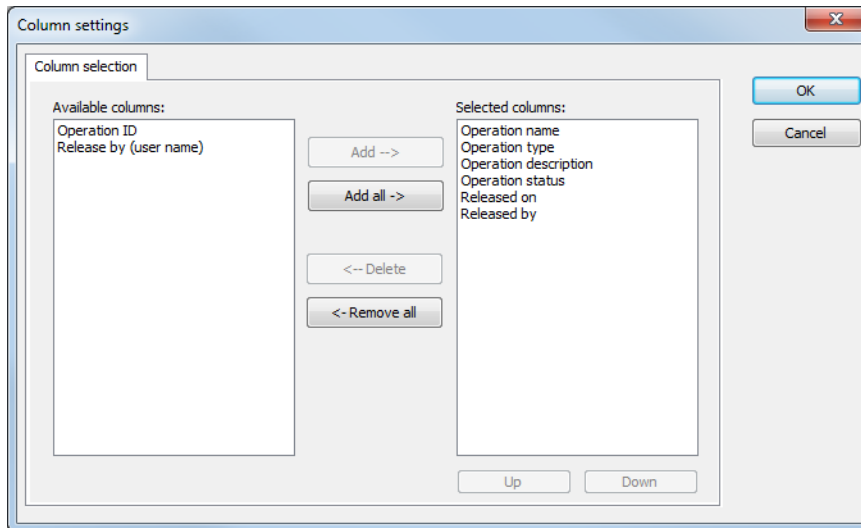 Column settings
Column selection
Available columns:
Operation ID
Release by (user name)
Add -->
Add all ->
<-- Delete
<- Remove all
Selected columns:
Operation name
Operation type
Operation description
Operation status
Released on
Released by
Up
Down
OK
Cancel